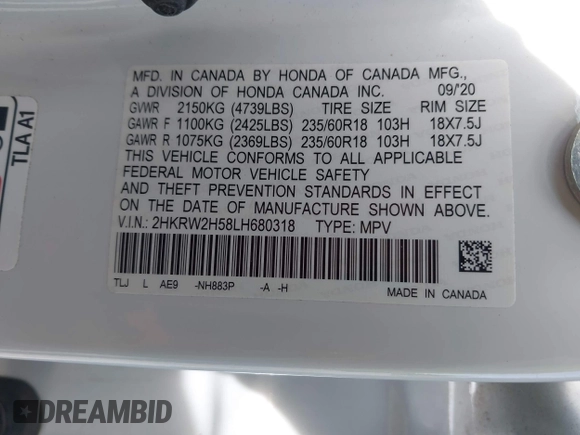 MFD. IN CANADA BY HONDA OF CANADA MFG.,
A DIVISION OF HONDA CANADA INC. 09/'20
GVWR 2150KG (4739LBS) TIRE SIZE RIM SIZE
GAWR F 1100KG (2425LBS) 235/60R18 103H 18X7.5J
GAWR R 1075KG (2369LBS) 235/60R18 103H 18X7.5J
THIS VEHICLE CONFORMS TO ALL APPLICABLE
FEDERAL MOTOR VEHICLE SAFETY
AND THEFT PREVENTION STANDARDS IN EFFECT
ON THE DATE OF MANUFACTURE SHOWN ABOVE.
V.I.N.: 2HKRW2H58LH680318 TYPE: MPV
TLJ L AE9 -NH883P -A -H
MADE IN CANADA
TLA A1
DREAMBID